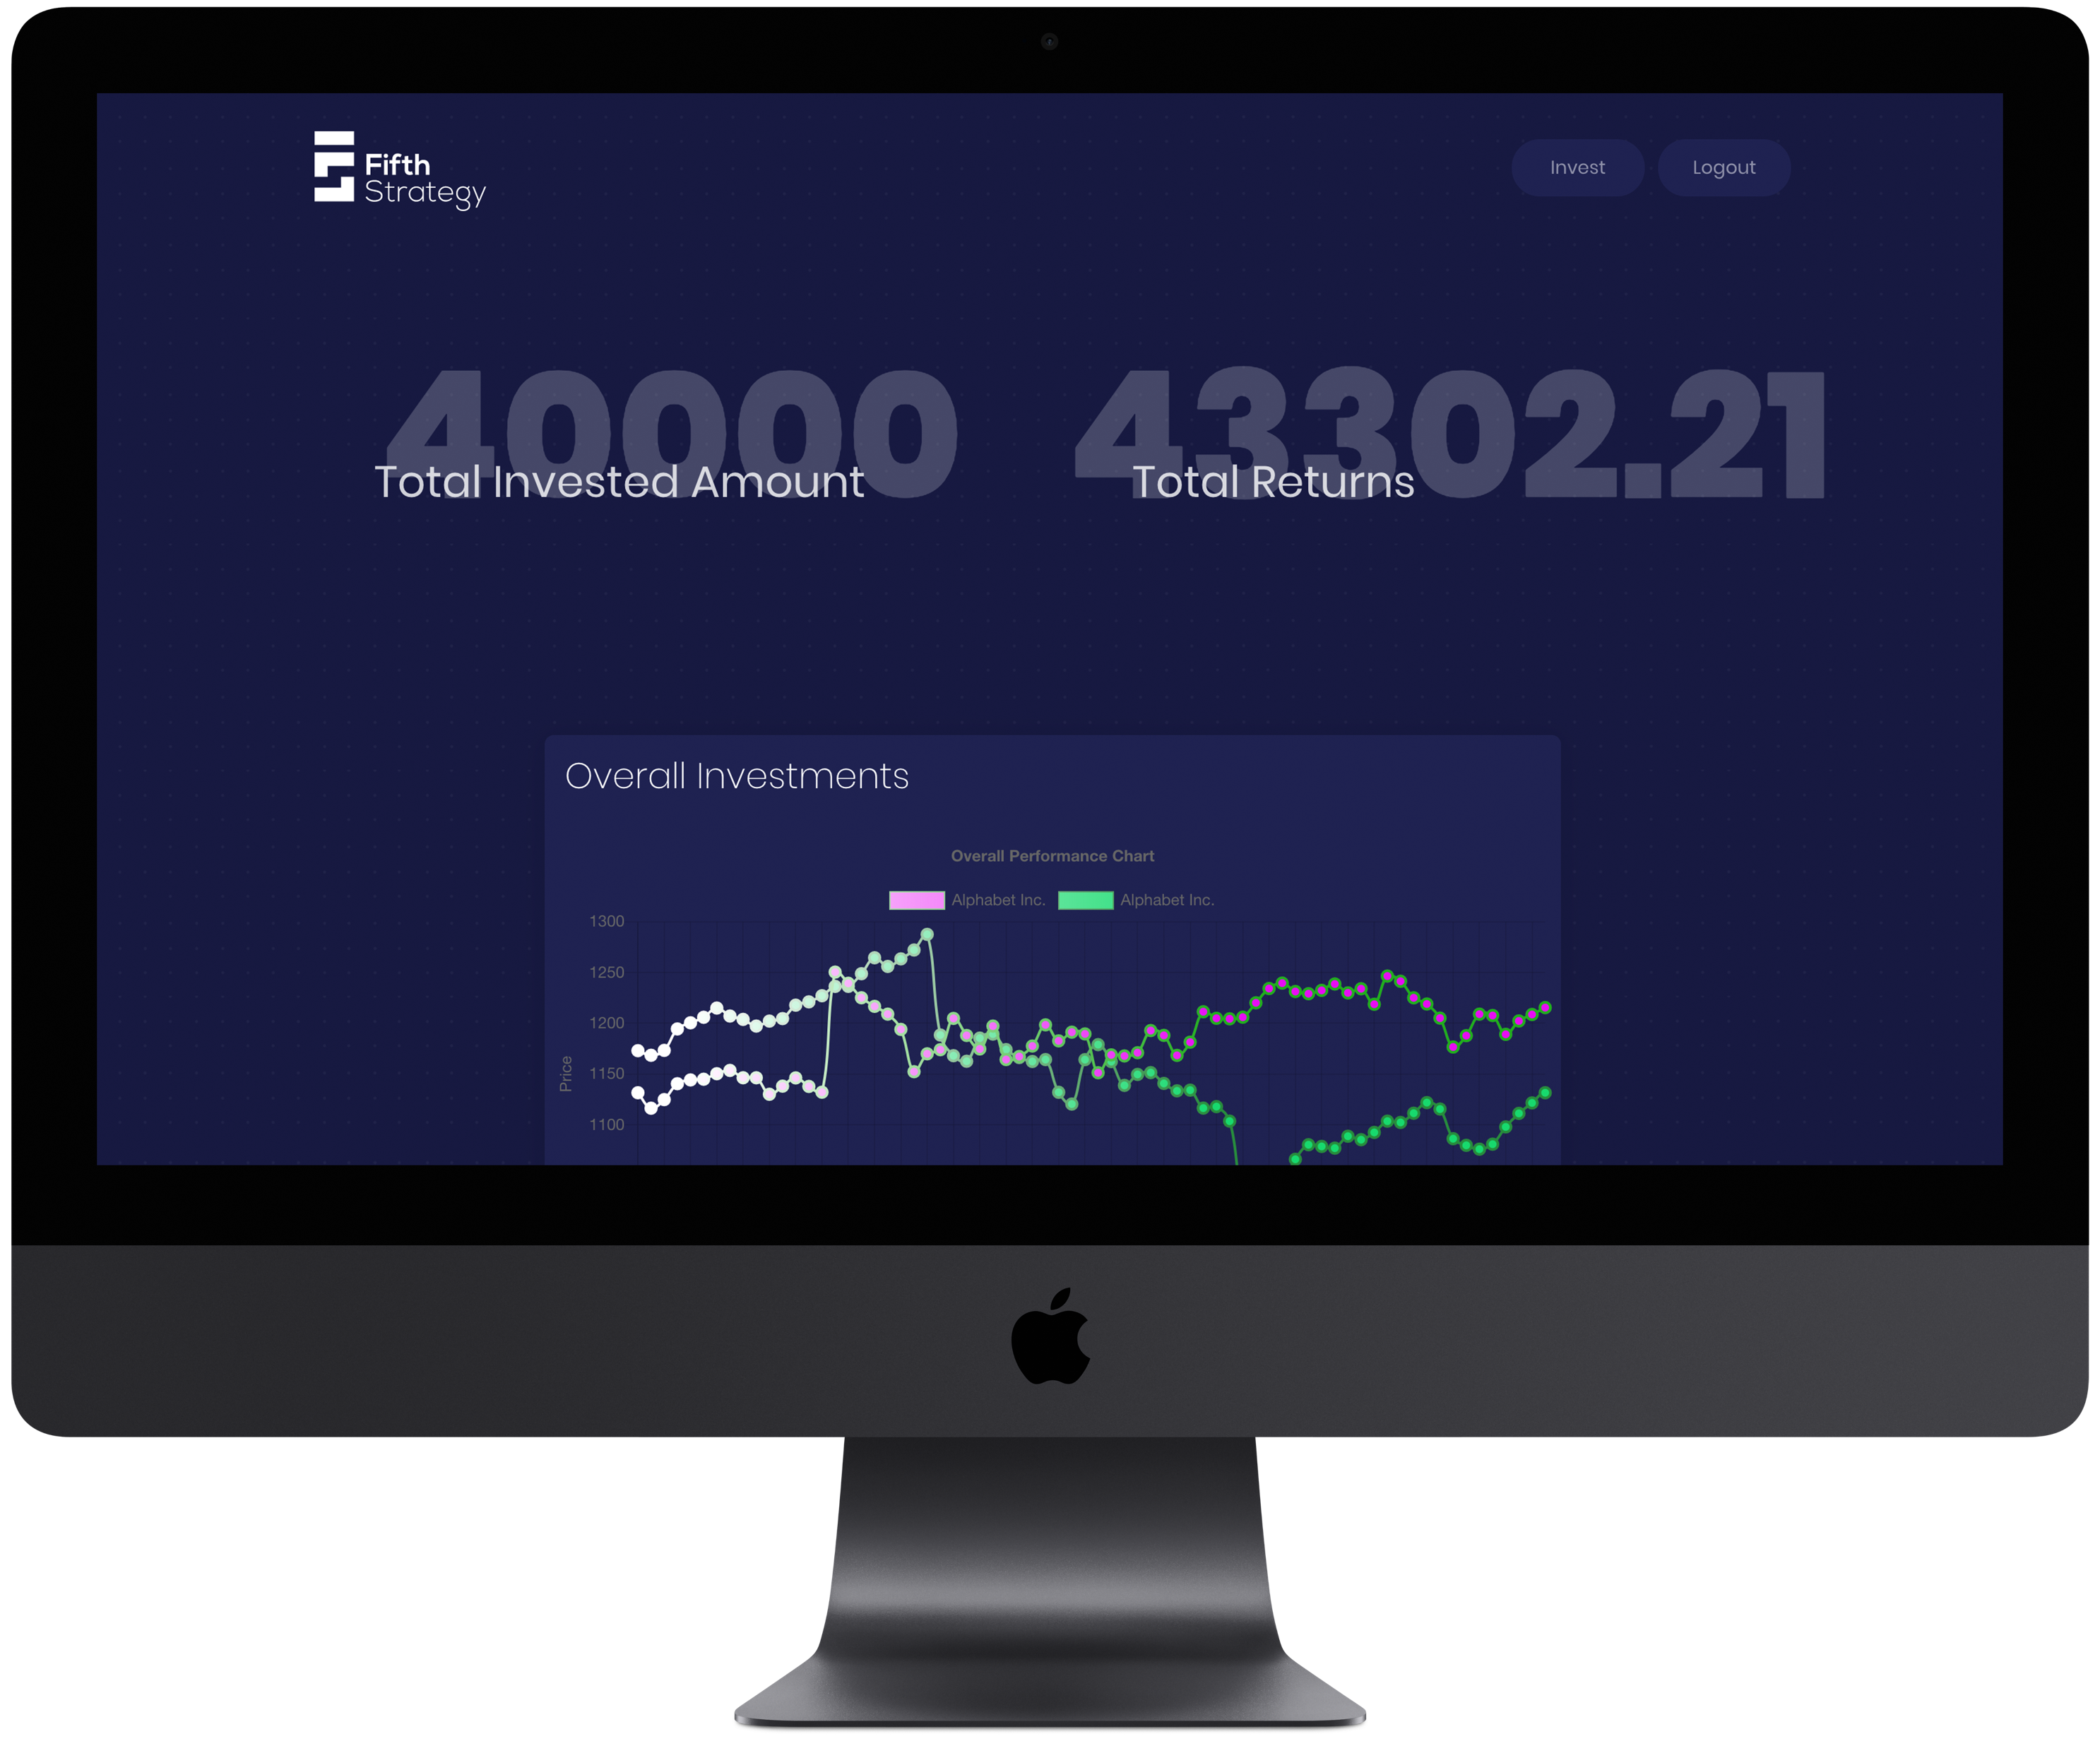 Fifth
Strategy
Invest
Logout
40000
Total Invested Amount
43302.21
Total Returns
Overall Investments
Overall Performance Chart
Alphabet Inc.
Alphabet Inc.
1300
1250
1200
1150
1100
Price